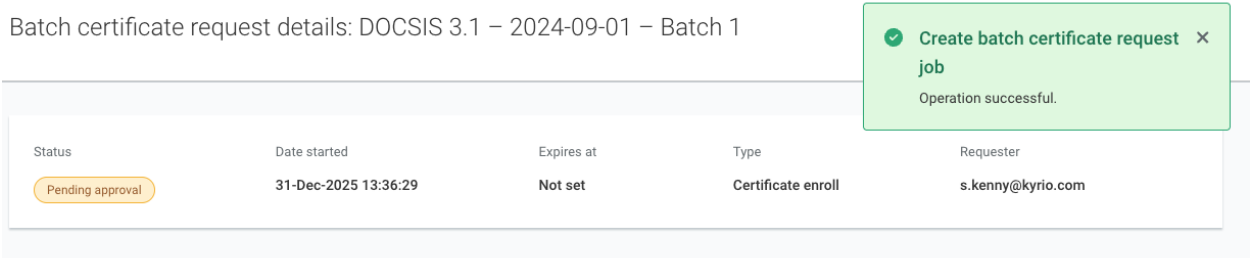 Batch certificate request details: DOCSIS 3.1 – 2024-09-01 – Batch 1
Create batch certificate request job
Operation successful.
Status
Date started
Expires at
Type
Requester
Pending approval
31-Dec-2025 13:36:29
Not set
Certificate enroll
s.kenny@kyrio.com